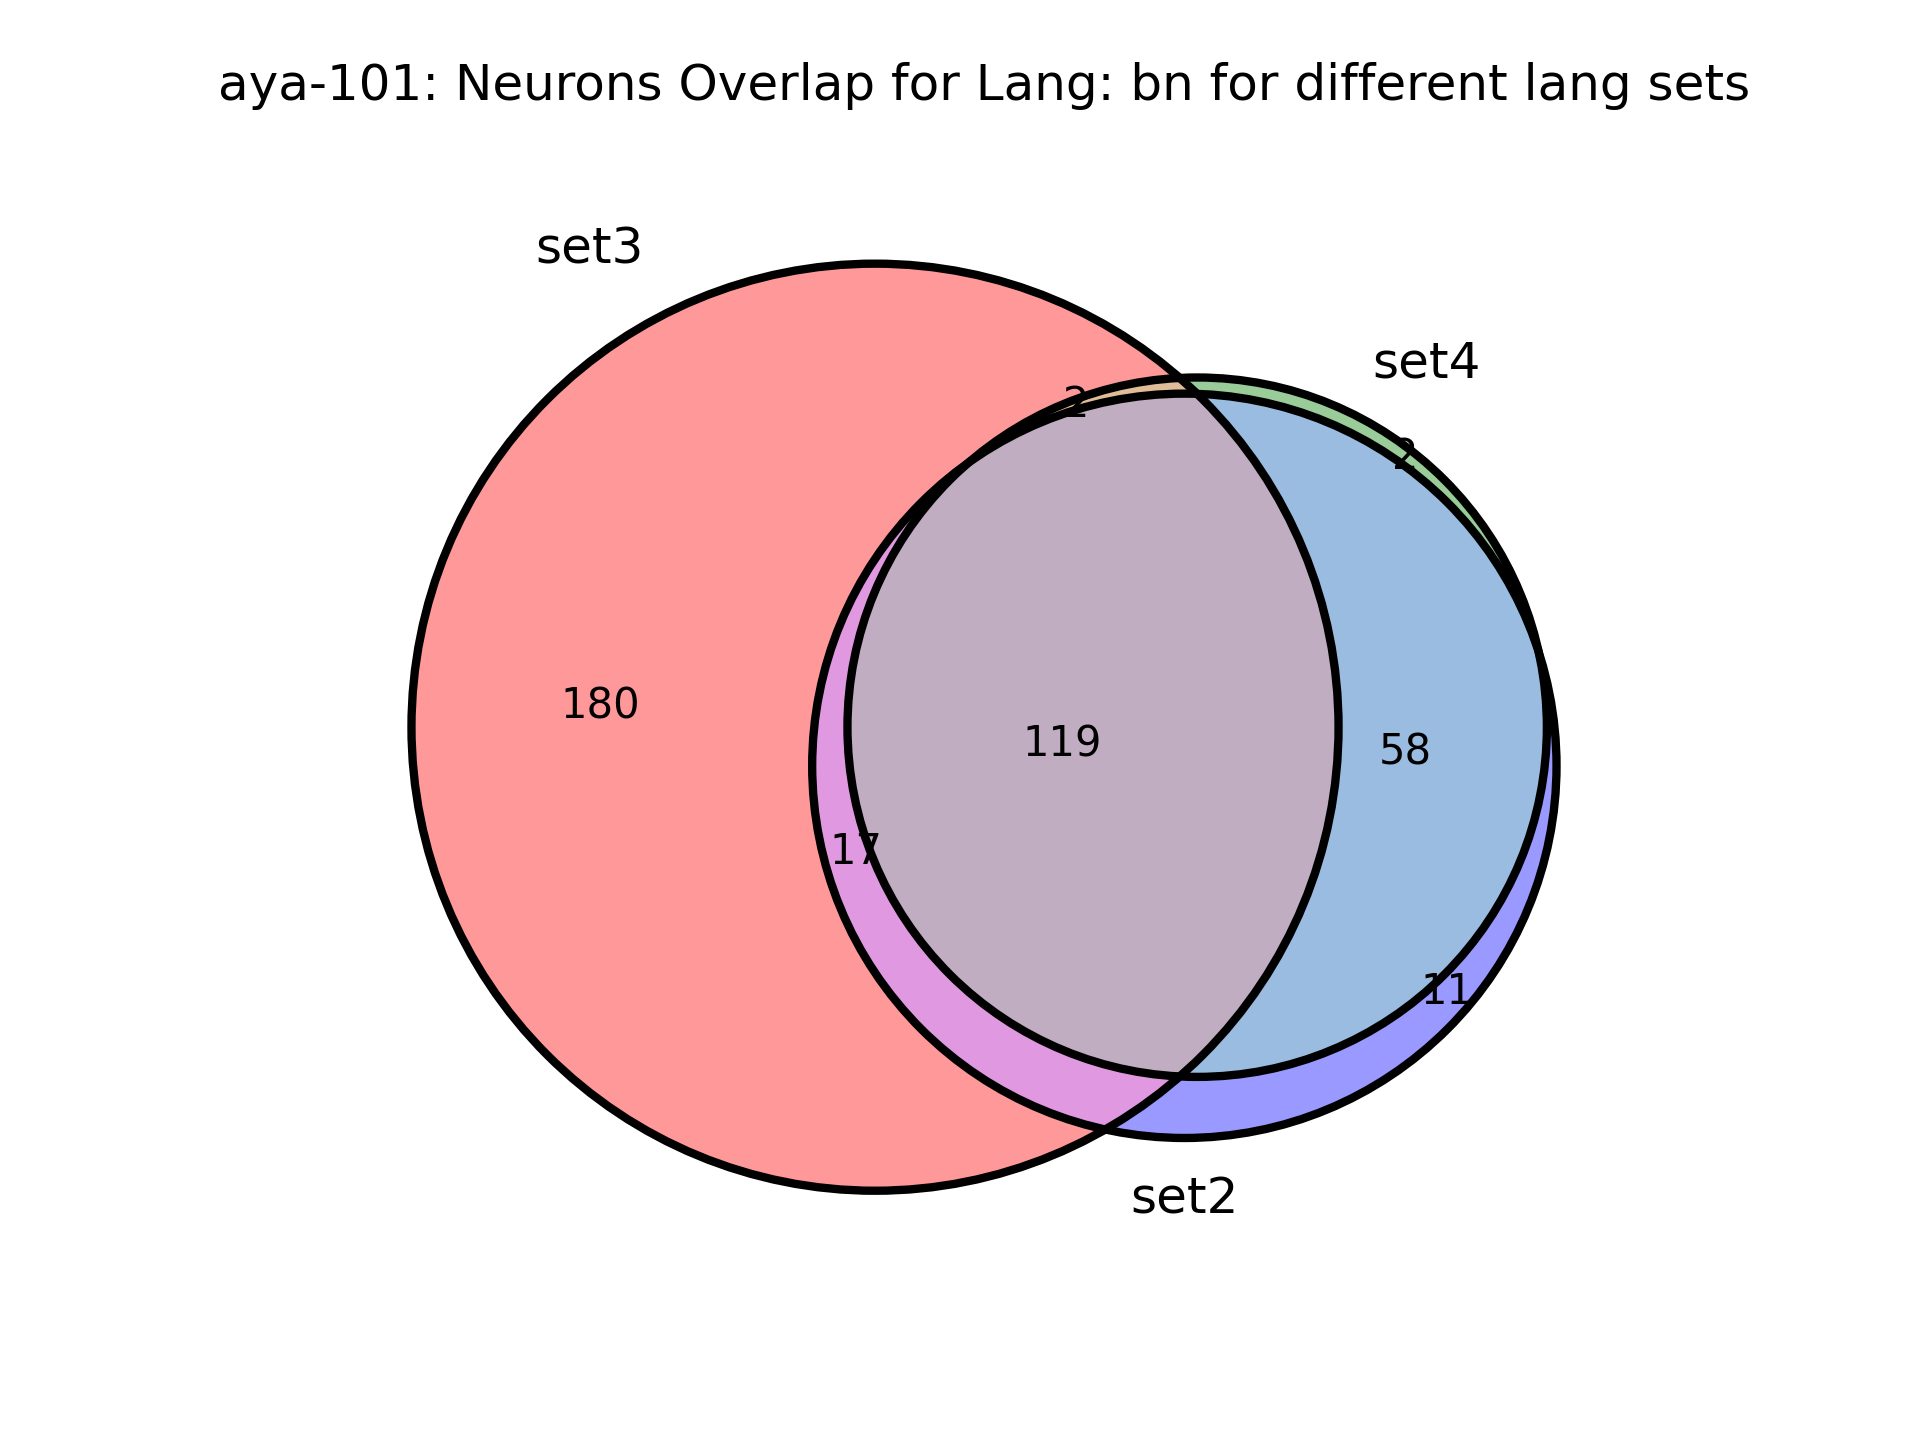 aya-101: Neurons Overlap for Lang: bn for different lang sets
set3
set4
2
2
180
119
58
17
11
set2